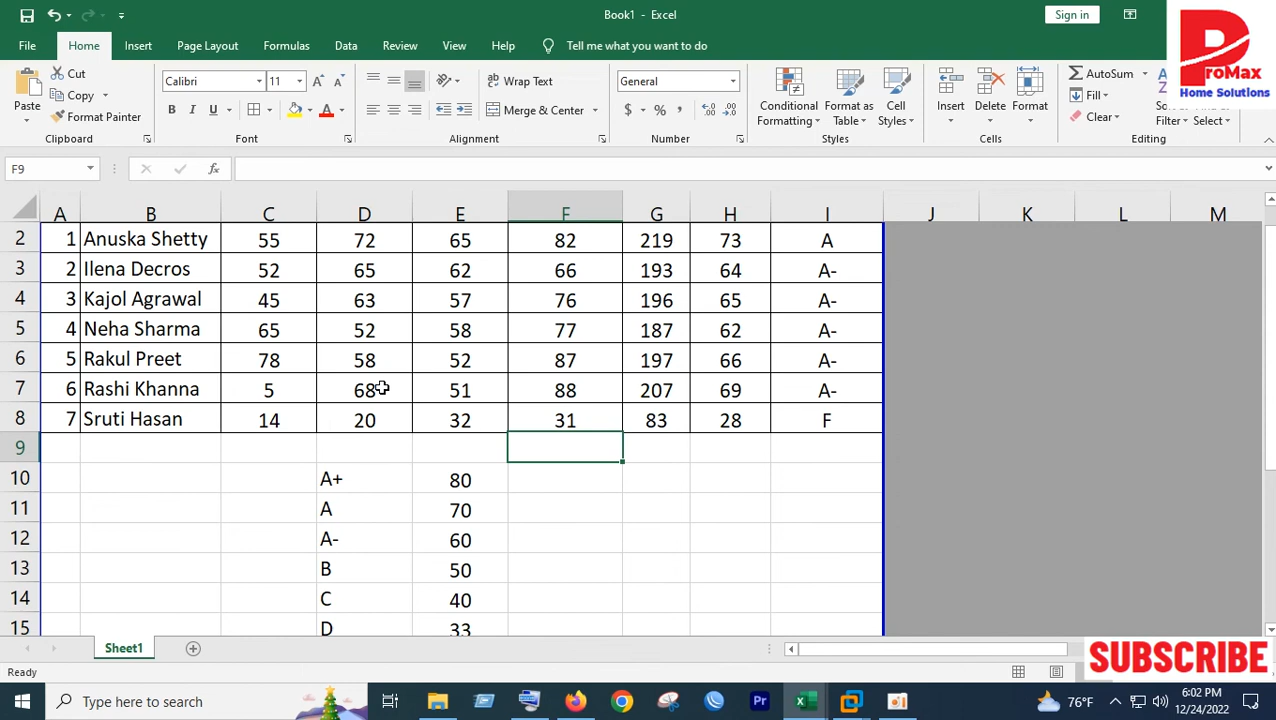 Book1 - Excel
Sign in
ProMax
Home Solutions
File Home Insert Page Layout Formulas Data Review View Help Tell me what you want to do
Paste
Cut
Copy
Format Painter
Clipboard
Calibri 11
B I U
Font
Wrap Text
Merge & Center
Alignment
General
$ % ,
Number
Conditional Formatting
Format as Table
Cell Styles
Styles
Insert
Delete
Format
Cells
AutoSum
Fill
Clear
Filter
Select
Editing
F9
fx
A B C D E F G H I J K L M
2 1 Anuska Shetty 55 72 65 82 219 73 A
3 2 Ilena Decros 52 65 62 66 193 64 A-
4 3 Kajol Agrawal 45 63 57 76 196 65 A-
5 4 Neha Sharma 65 52 58 77 187 62 A-
6 5 Rakul Preet 78 58 52 87 197 66 A-
7 6 Rashi Khanna 5 68 51 88 207 69 A-
8 7 Sruti Hasan 14 20 32 31 83 28 F
9
10 A+ 80
11 A 70
12 A- 60
13 B 50
14 C 40
15 D 33
Sheet1
SUBSCRIBE
Ready
Type here to search
Pr
76°F
6:02 PM
12/24/2022